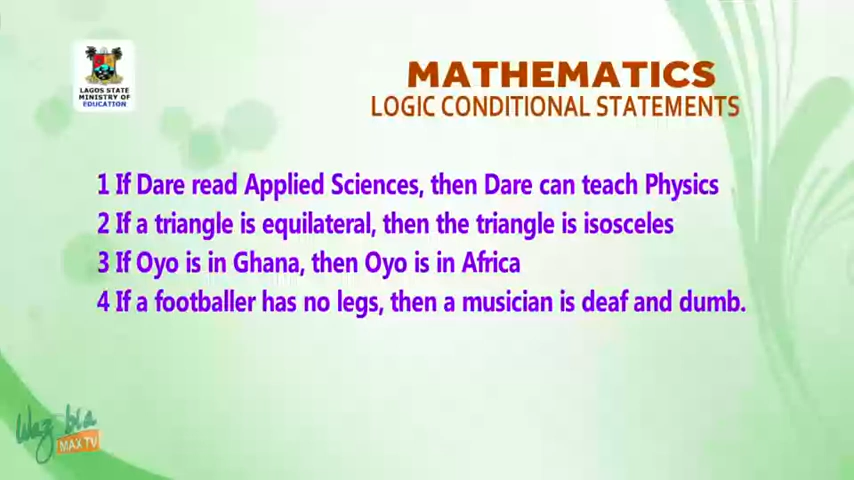 LAGOS STATE
MINISTRY OF
EDUCATION
MATHEMATICS
LOGIC CONDITIONAL STATEMENTS
1 If Dare read Applied Sciences, then Dare can teach Physics
2 If a triangle is equilateral, then the triangle is isosceles
3 If Oyo is in Ghana, then Oyo is in Africa
4 If a footballer has no legs, then a musician is deaf and dumb.
MAX TV